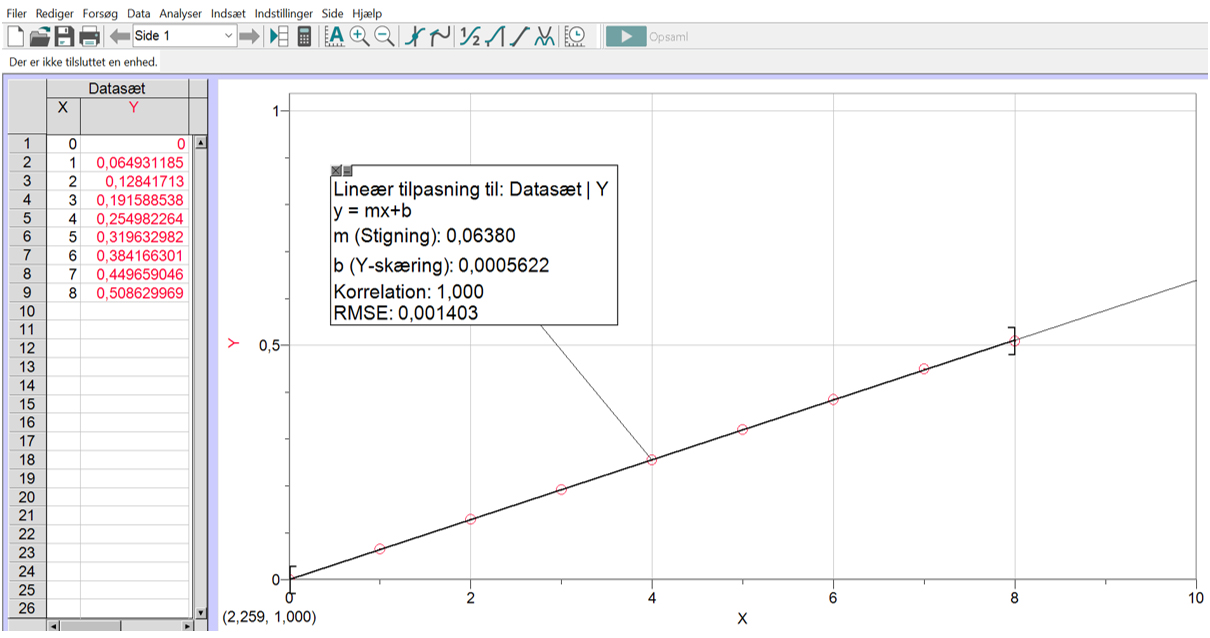 Filer Rediger Forsøg Data Analyser Indsæt Indstillinger Side Hjælp
Side 1
Opsaml
Der er ikke tilsluttet en enhed.
Datasæt
X Y
1 0 0
2 1 0,064931185
3 2 0,12841713
4 3 0,191588538
5 4 0,254982264
6 5 0,319632982
7 6 0,384166301
8 7 0,449659046
9 8 0,508629969
10
11
12
13
14
15
16
17
18
19
20
21
22
23
24
25
26
1
0,5
0
Y
Lineær tilpasning til: Datasæt | Y
y = mx+b
m (Stigning): 0,06380
b (Y-skæring): 0,0005622
Korrelation: 1,000
RMSE: 0,001403
0 2 4 6 8 10
(2,259, 1,000)
X